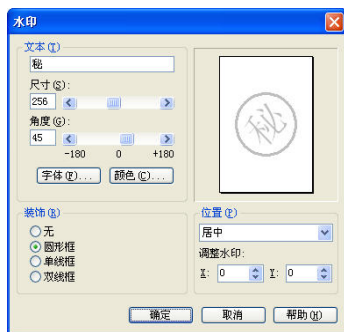 水印
文本(T)
秘
尺寸(S):
256
角度(G):
45
-180 0 +180
字体(F)... 颜色(C)...
秘
装饰(R)
无
圆形框
单线框
双线框
位置(P)
居中
调整水印:
X: 0 Y: 0
确定 取消 帮助(H)